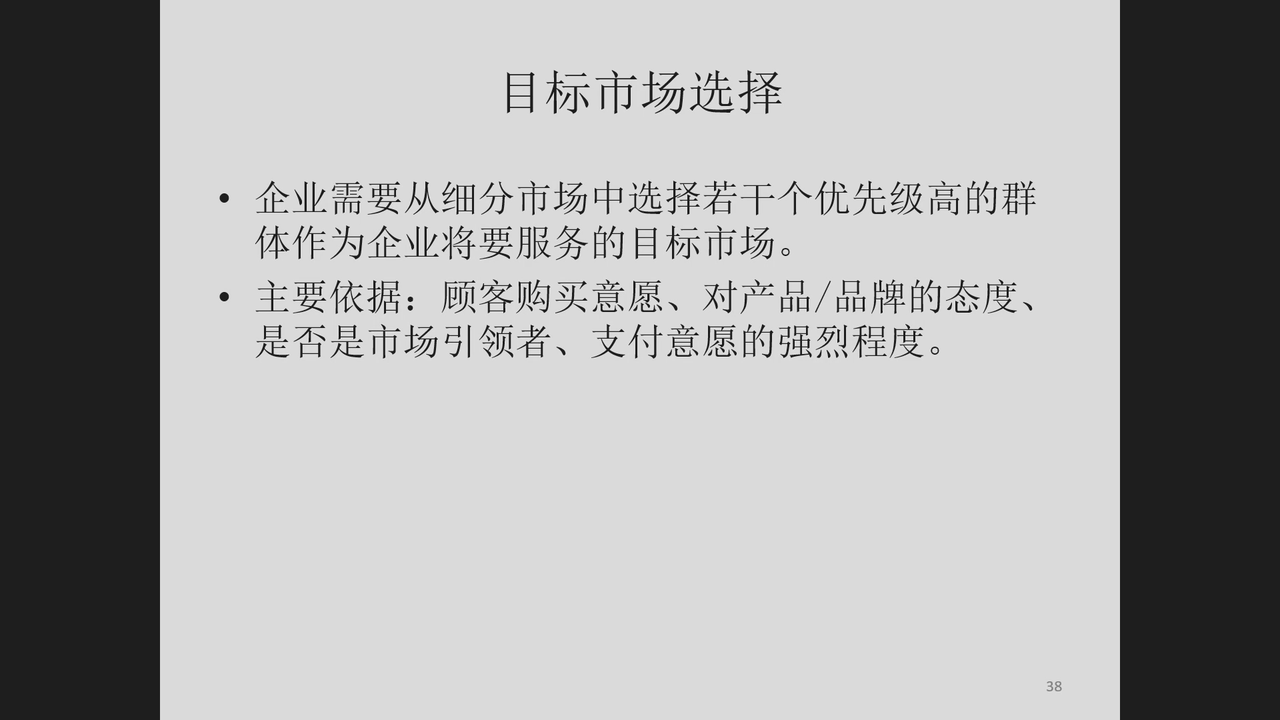 目标市场选择
• 企业需要从细分市场中选择若干个优先级高的群
体作为企业将要服务的目标市场。
• 主要依据：顾客购买意愿、对产品/品牌的态度、
是否是市场引领者、支付意愿的强烈程度。
38